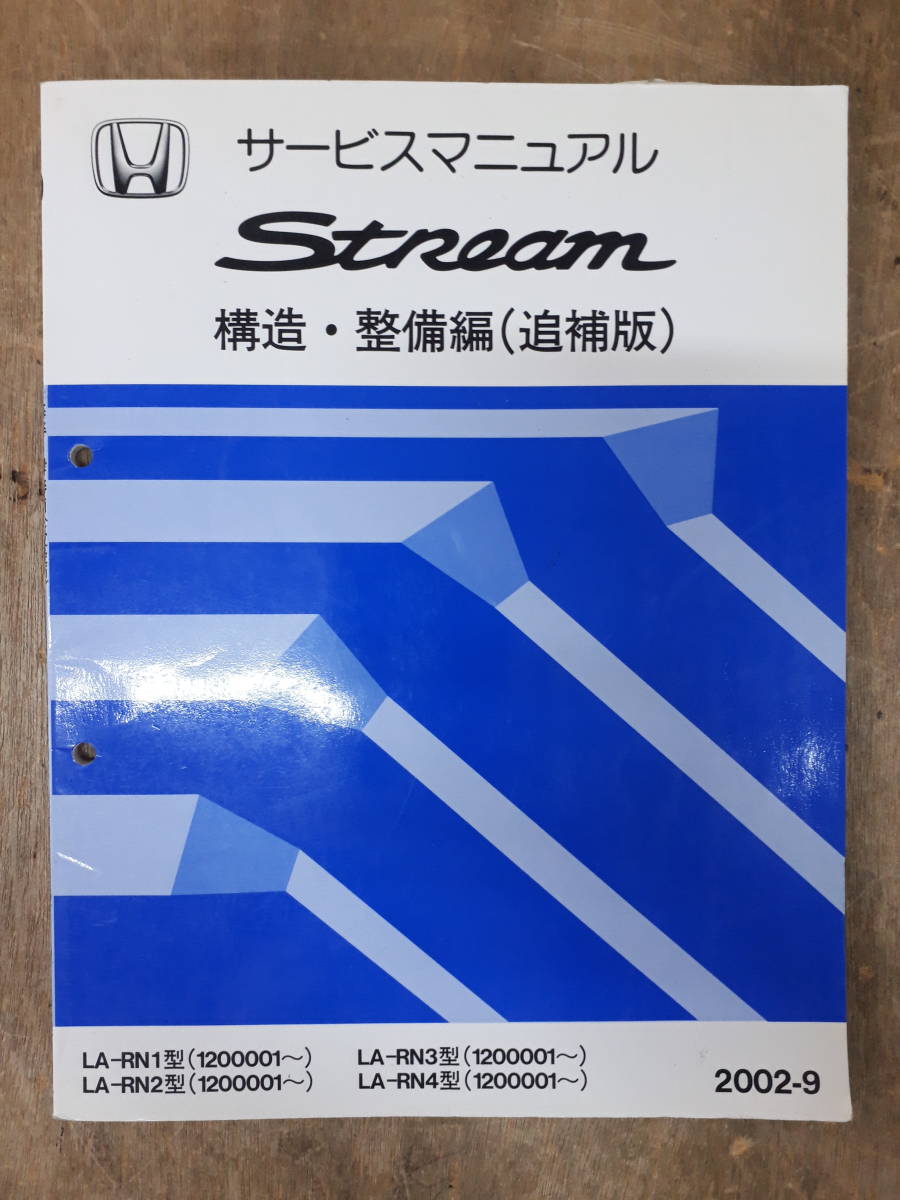 サービスマニュアル
Stream
構造・整備編（追補版）
LA-RN1型（1200001～）
LA-RN2型（1200001～）
LA-RN3型（1200001～）
LA-RN4型（1200001～）
2002-9